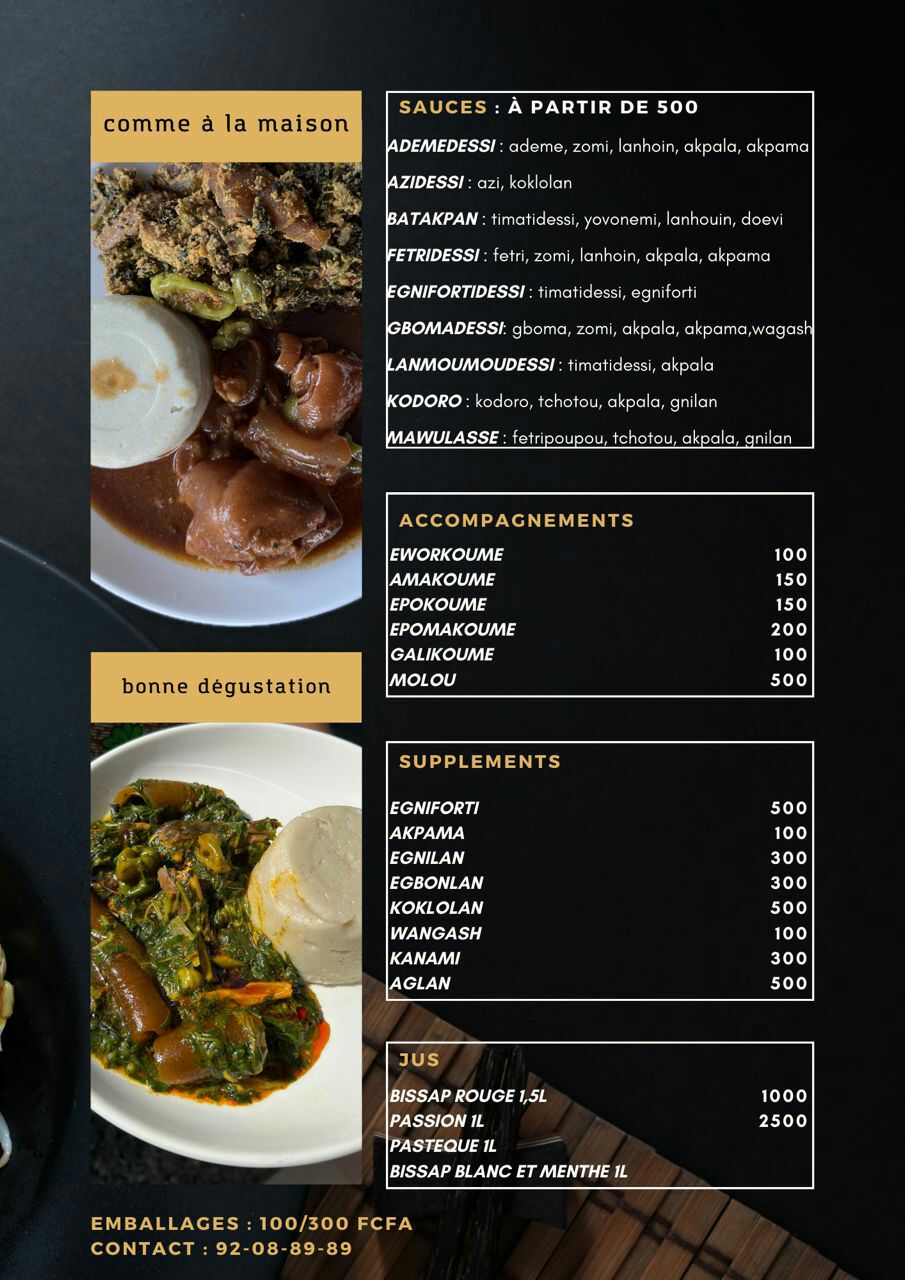 comme à la maison
SAUCES : À PARTIR DE 500
ADEMEDESSI : ademe, zomi, lanhoin, akpala, akpama
AZIDESSI : azi, koklolan
BATAKPAN : timatidessi, yovonemi, lanhouin, doevi
FETRIDESSI : fetri, zomi, lanhoin, akpala, akpama
EGNIFORTIDESSI : timatidessi, egniforti
GBOMADESSI: gboma, zomi, akpala, akpama,wagash
LANMOUMOUDESSI : timatidessi, akpala
KODORO : kodoro, tchotou, akpala, gnilan
MAWULASSE : fetripoupou, tchotou, akpala, gnilan
ACCOMPAGNEMENTS
EWORKOUME 100
AMAKOUME 150
EPOKOUME 150
EPOMAKOUME 200
GALIKOUME 100
MOLOU 500
bonne dégustation
SUPPLEMENTS
EGNIFORTI 500
AKPAMA 100
EGNILAN 300
EGBONLAN 300
KOKLOLAN 500
WANGASH 100
KANAMI 300
AGLAN 500
JUS
BISSAP ROUGE 1,5L 1000
PASSION 1L 2500
PASTEQUE 1L
BISSAP BLANC ET MENTHE 1L
EMBALLAGES : 100/300 FCFA
CONTACT : 92-08-89-89